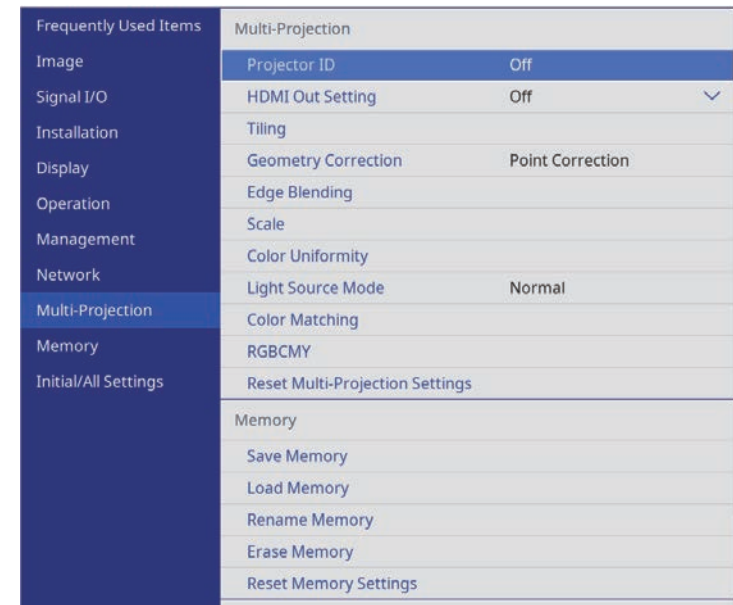 Frequently Used Items
Image
Signal I/O
Installation
Display
Operation
Management
Network
Multi-Projection
Memory
Initial/All Settings
Multi-Projection
Projector ID Off
HDMI Out Setting Off
Tiling
Geometry Correction Point Correction
Edge Blending
Scale
Color Uniformity
Light Source Mode Normal
Color Matching
RGBCMY
Reset Multi-Projection Settings
Memory
Save Memory
Load Memory
Rename Memory
Erase Memory
Reset Memory Settings